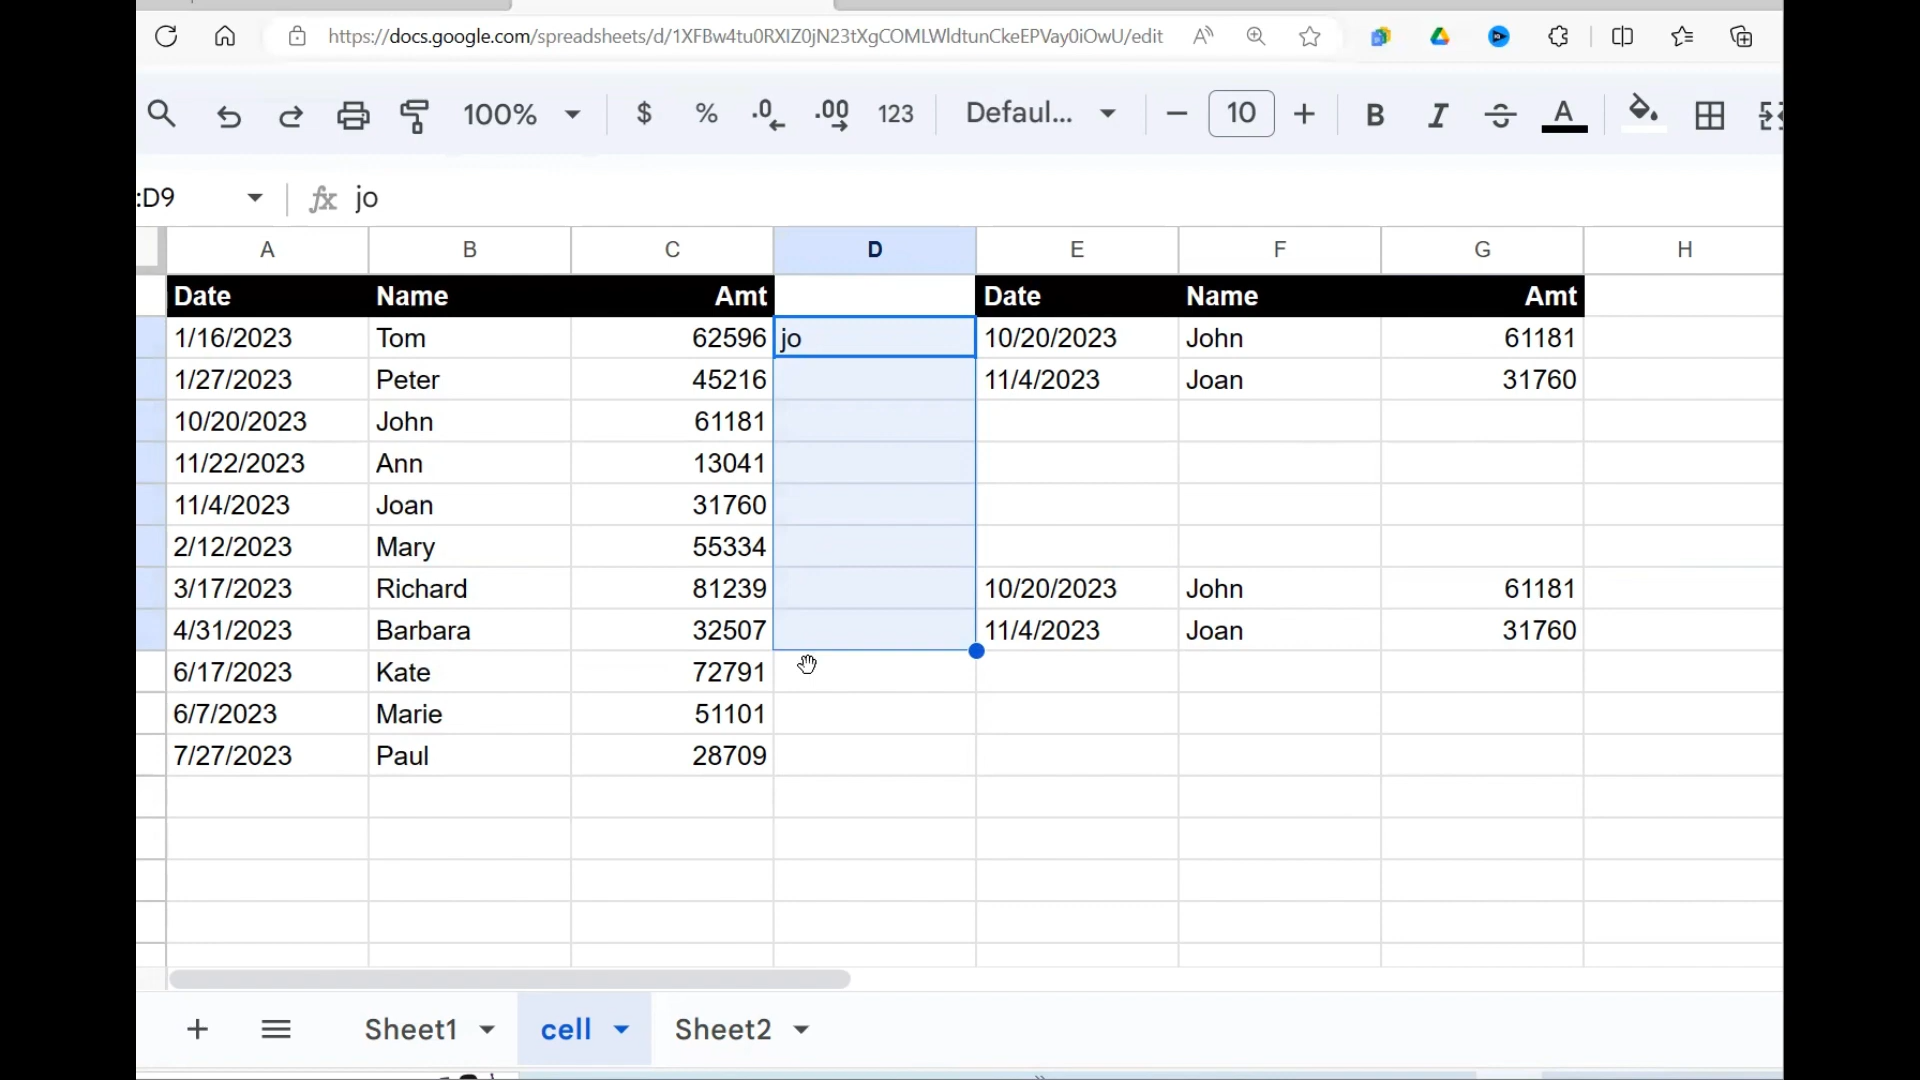 https://docs.google.com/spreadsheets/d/1XFBw4tu0RXIZ0jN23tXgCOMLWldtunCkeEPVay0iOwU/edit
100% $ % .0 .00 123 Defaul... − 10 + B I A
:D9 fx jo
A B C D E F G H
Date Name Amt Date Name Amt
1/16/2023 Tom 62596 jo 10/20/2023 John 61181
1/27/2023 Peter 45216 11/4/2023 Joan 31760
10/20/2023 John 61181
11/22/2023 Ann 13041
11/4/2023 Joan 31760
2/12/2023 Mary 55334
3/17/2023 Richard 81239 10/20/2023 John 61181
4/31/2023 Barbara 32507 11/4/2023 Joan 31760
6/17/2023 Kate 72791
6/7/2023 Marie 51101
7/27/2023 Paul 28709
Sheet1 cell Sheet2